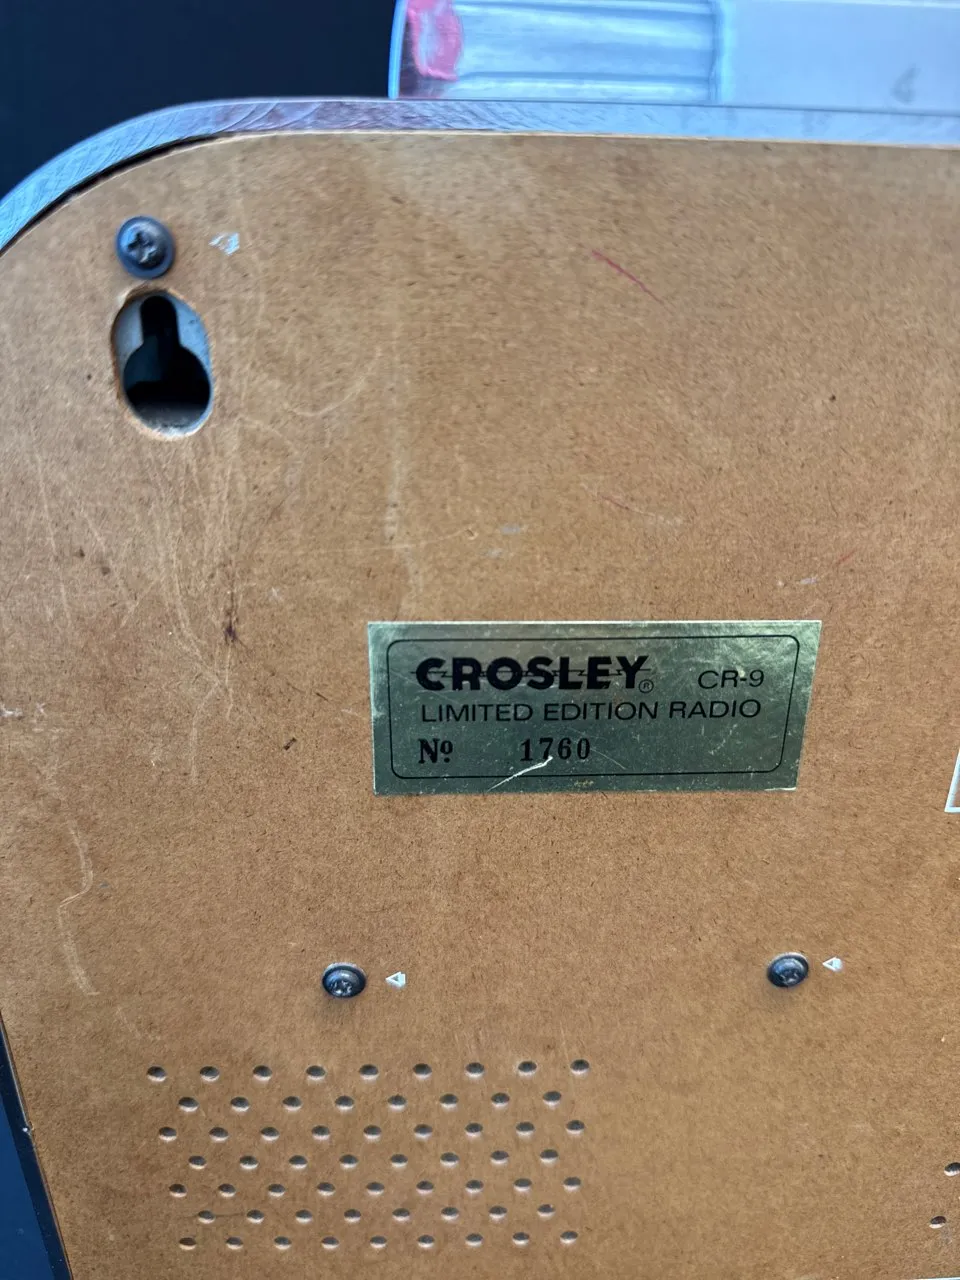 CROSLEY® CR-9
LIMITED EDITION RADIO
Nº 1760